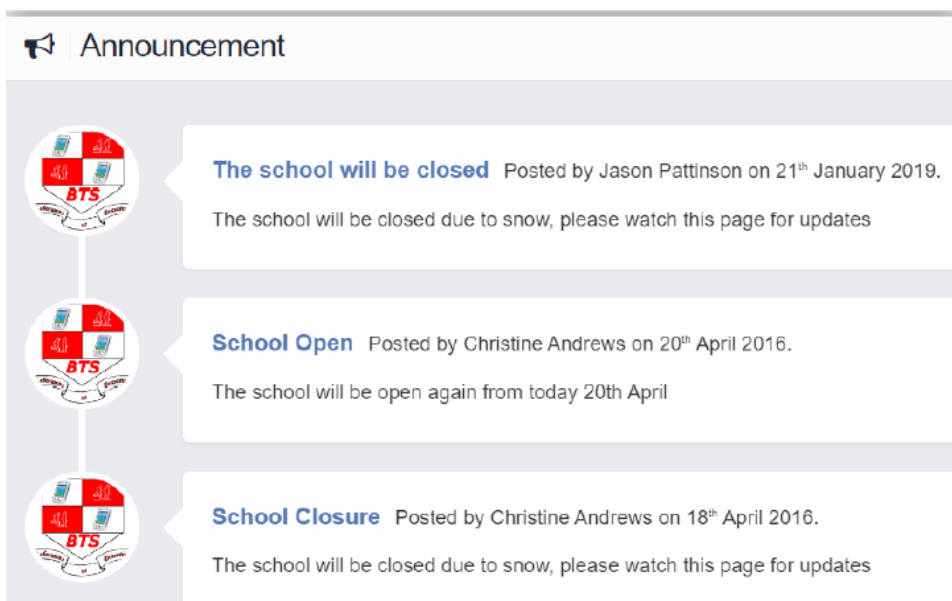 Announcement
BTS
The school will be closed Posted by Jason Pattinson on 21th January 2019.
The school will be closed due to snow, please watch this page for updates
BTS
School Open Posted by Christine Andrews on 20th April 2016.
The school will be open again from today 20th April
BTS
School Closure Posted by Christine Andrews on 18th April 2016.
The school will be closed due to snow, please watch this page for updates